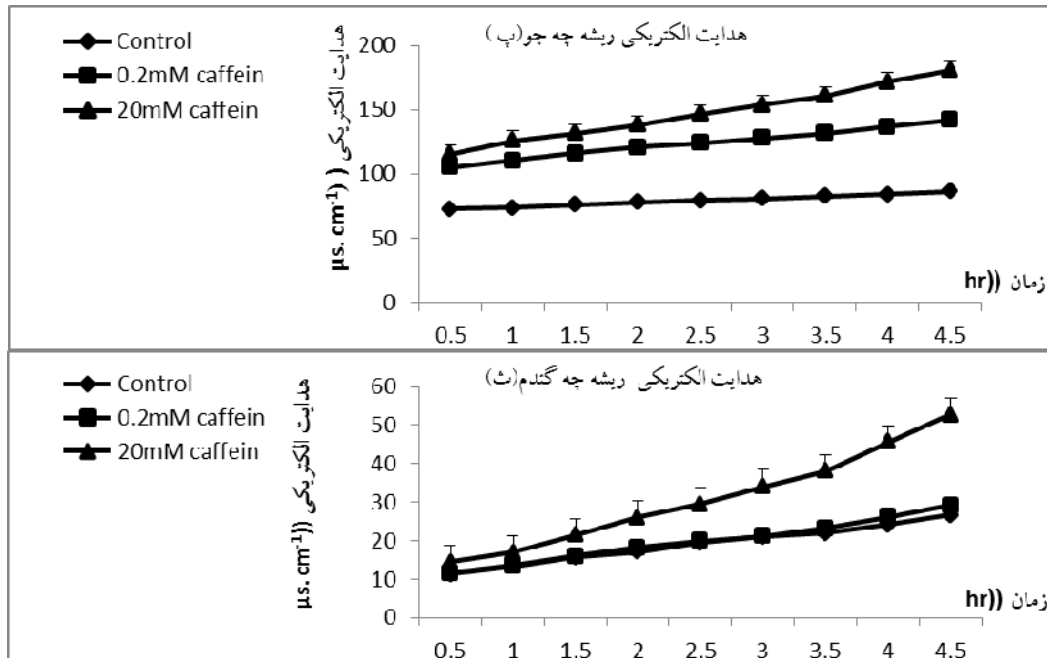 هدایت الکتریکی ریشه چه جو(پ )
Control
0.2mM caffein
20mM caffein
هدایت الکتریکی ( (µs. cm-1)
200
150
100
50
0
0.5 1 1.5 2 2.5 3 3.5 4 4.5
زمان ((hr
هدایت الکتریکی ریشه چه گندم(ث)
Control
0.2mM caffein
20mM caffein
هدایت الکتریکی ((µs. cm-1)
60
50
40
30
20
10
0
0.5 1 1.5 2 2.5 3 3.5 4 4.5
زمان ((hr